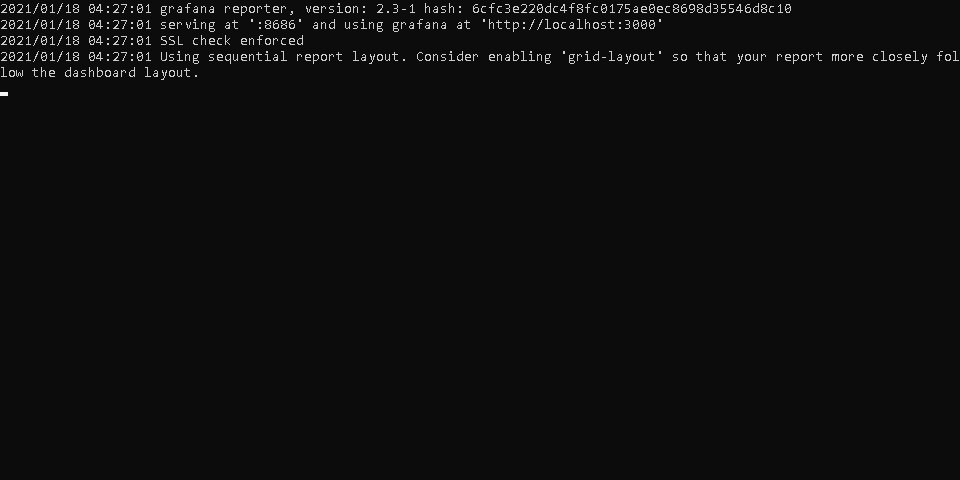 2021/01/18 04:27:01 grafana reporter, version: 2.3-1 hash: 6cfc3e220dc4f8fc0175ae0ec8698d35546d8c10
2021/01/18 04:27:01 serving at ':8686' and using grafana at 'http://localhost:3000'
2021/01/18 04:27:01 SSL check enforced
2021/01/18 04:27:01 Using sequential report layout. Consider enabling 'grid-layout' so that your report more closely fol
low the dashboard layout.